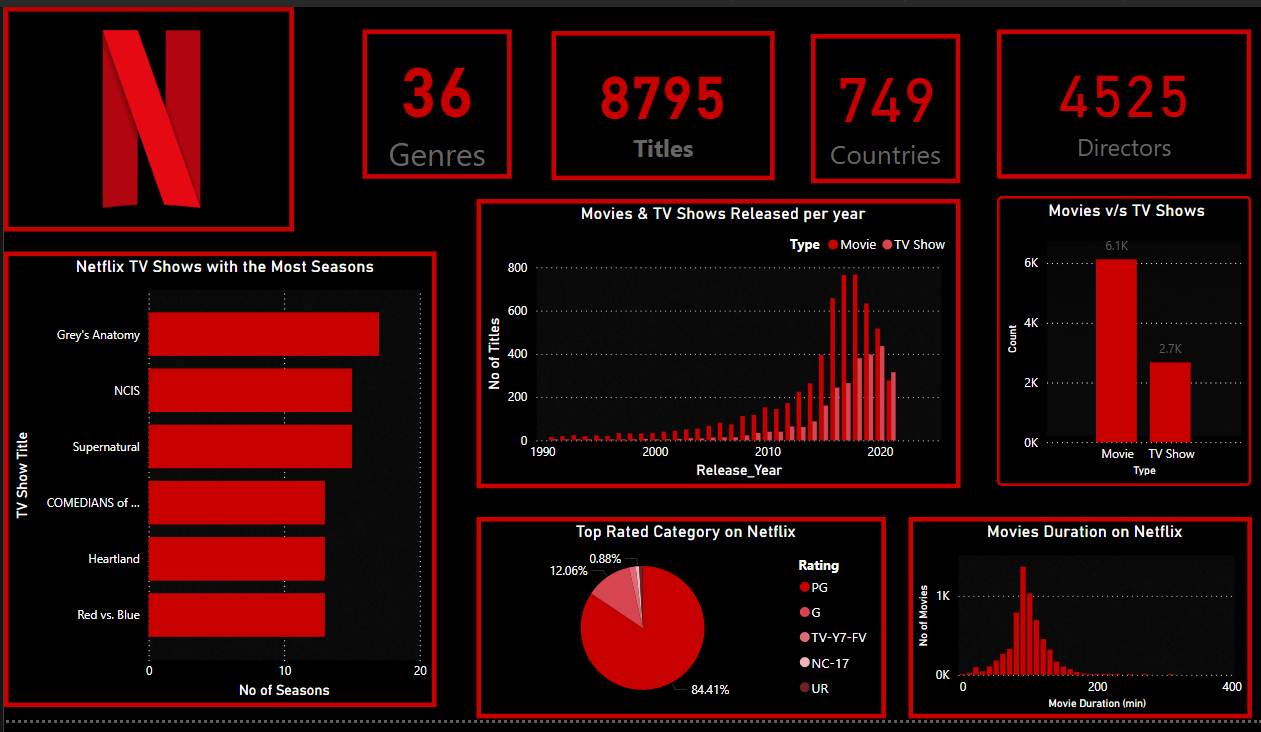 36
Genres
8795
Titles
749
Countries
4525
Directors
Netflix TV Shows with the Most Seasons
TV Show Title
Grey's Anatomy
NCIS
Supernatural
COMEDIANS of ...
Heartland
Red vs. Blue
0 10 20
No of Seasons
Movies & TV Shows Released per year
Type Movie TV Show
No of Titles
800
600
400
200
0
1990 2000 2010 2020
Release_Year
Movies v/s TV Shows
Count
6K
4K
2K
0K
6.1K
2.7K
Movie TV Show
Type
Top Rated Category on Netflix
0.88%
12.06%
84.41%
Rating
PG
G
TV-Y7-FV
NC-17
UR
Movies Duration on Netflix
No of Movies
1K
0K
0 200 400
Movie Duration (min)